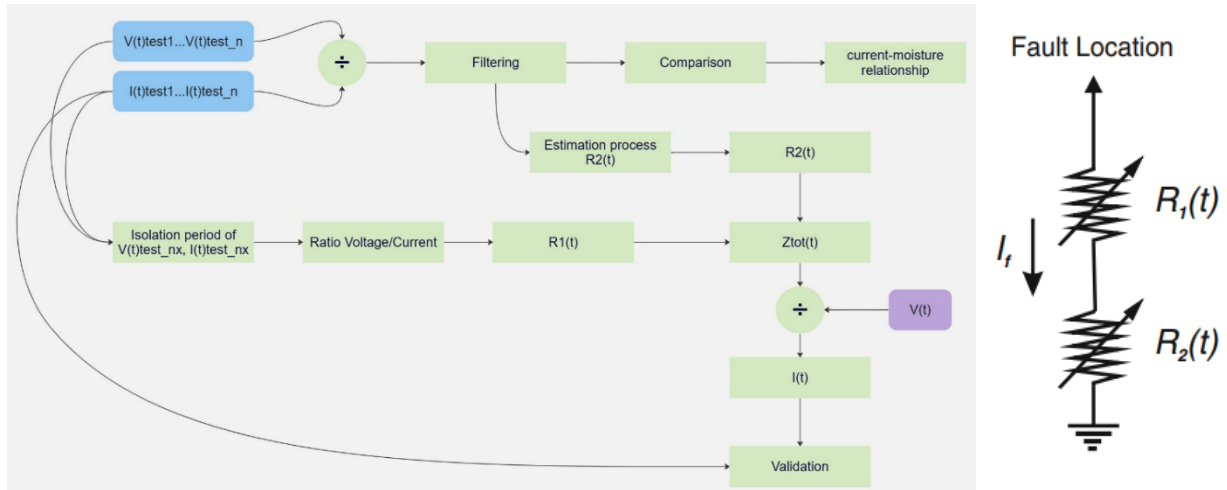 V(t)test1...V(t)test_n
I(t)test1...I(t)test_n
÷
Filtering
Comparison
current-moisture
relationship
Estimation process
R2(t)
R2(t)
Isolation period of
V(t)test_nx, I(t)test_nx
Ratio Voltage/Current
R1(t)
Ztot(t)
÷
V(t)
I(t)
Validation
Fault Location
R₁(t)
I_f
R₂(t)